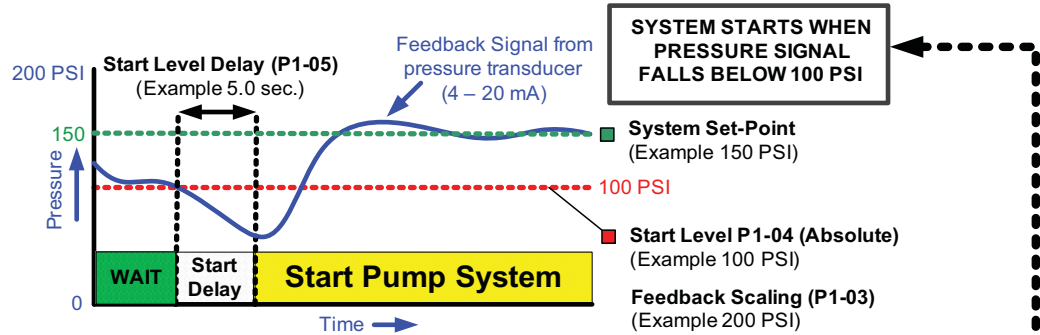 SYSTEM STARTS WHEN
PRESSURE SIGNAL
FALLS BELOW 100 PSI
Feedback Signal from
pressure transducer
(4 – 20 mA)
Start Level Delay (P1-05)
(Example 5.0 sec.)
200 PSI
150
Pressure
0
System Set-Point
(Example 150 PSI)
100 PSI
Start Level P1-04 (Absolute)
(Example 100 PSI)
Feedback Scaling (P1-03)
(Example 200 PSI)
WAIT
Start
Delay
Start Pump System
Time